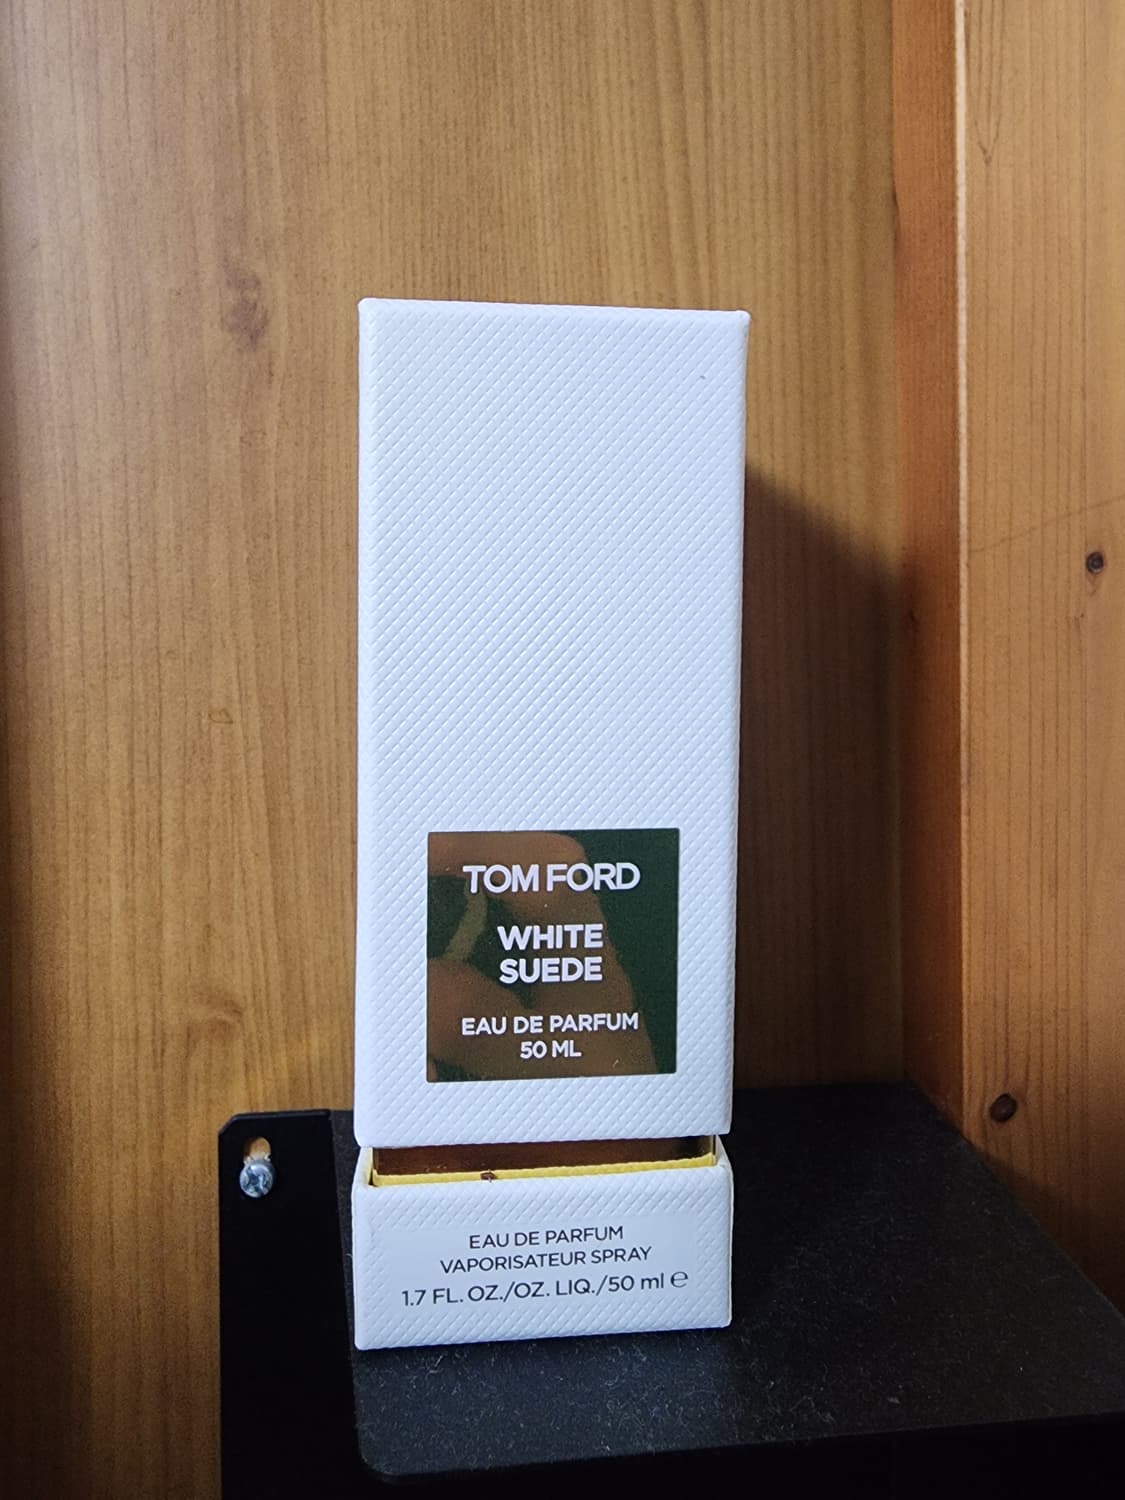 TOM FORD
WHITE
SUEDE
EAU DE PARFUM
50 ML
EAU DE PARFUM
VAPORISATEUR SPRAY
1.7 FL. OZ./OZ. LIQ./50 ml ℮